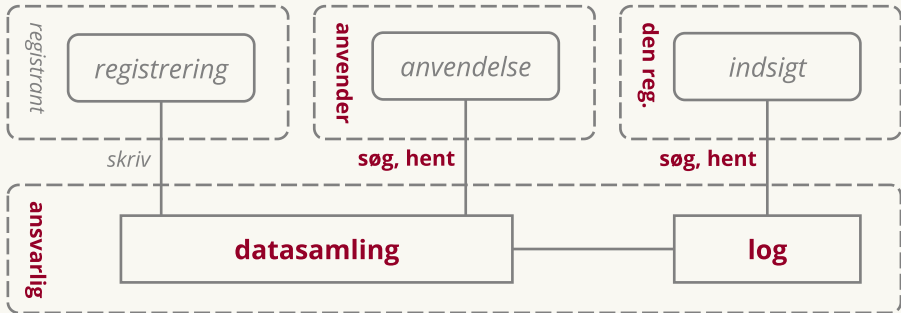 registrant
registrering
anvender
anvendelse
den reg.
indsigt
skriv
søg, hent
søg, hent
ansvarlig
datasamling
log